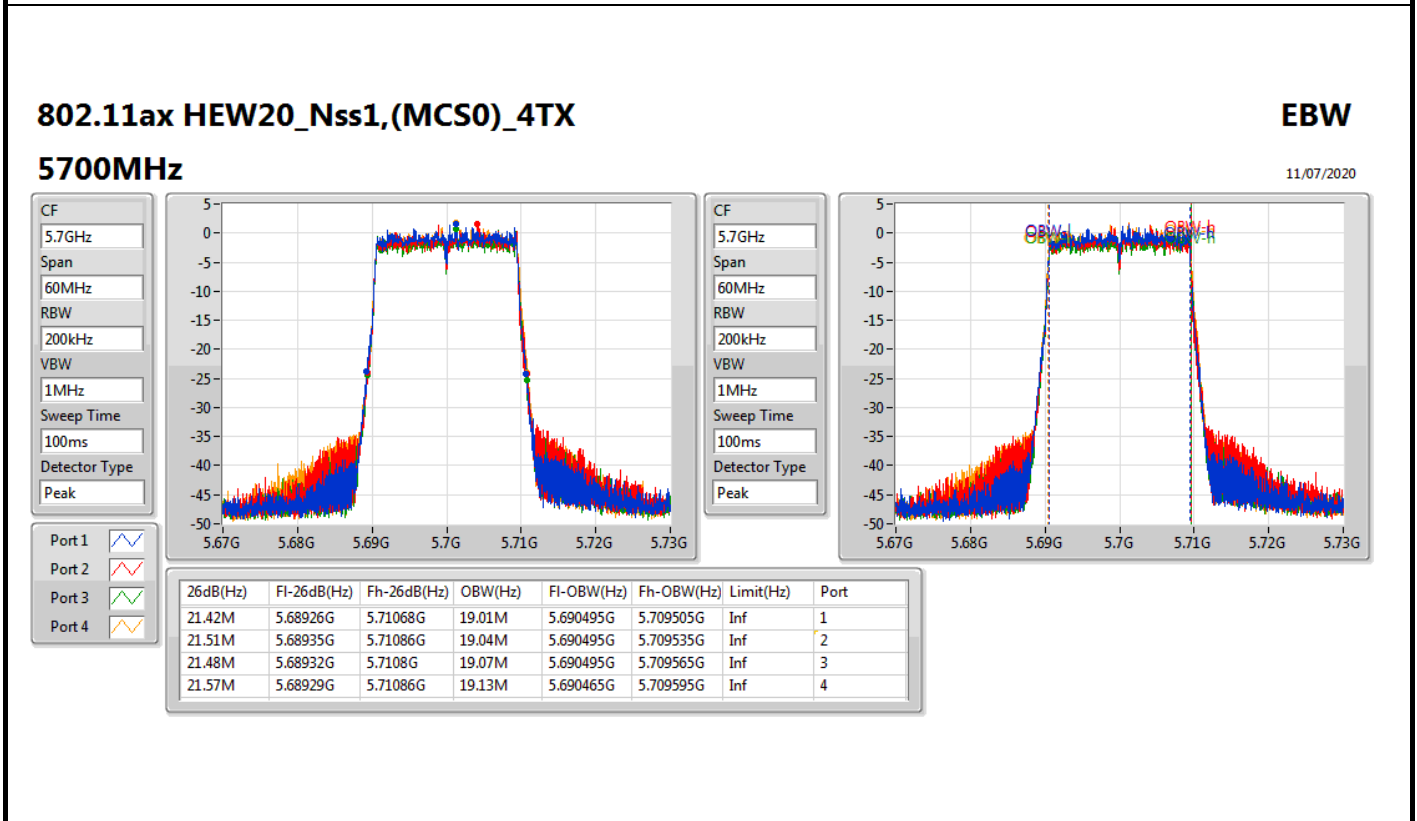 802.11ax HEW20_Nss1,(MCS0)_4TX
EBW
5700MHz
11/07/2020
CF
5.7GHz
Span
60MHz
RBW
200kHz
VBW
1MHz
Sweep Time
100ms
Detector Type
Peak
5
0
-5
-10
-15
-20
-25
-30
-35
-40
-45
-50
5.67G 5.68G 5.69G 5.7G 5.71G 5.72G 5.73G
CF
5.7GHz
Span
60MHz
RBW
200kHz
VBW
1MHz
Sweep Time
100ms
Detector Type
Peak
5
0
-5
-10
-15
-20
-25
-30
-35
-40
-45
-50
OBW-h
5.67G 5.68G 5.69G 5.7G 5.71G 5.72G 5.73G
Port 1
Port 2
Port 3
Port 4
26dB(Hz) Fl-26dB(Hz) Fh-26dB(Hz) OBW(Hz) Fl-OBW(Hz) Fh-OBW(Hz) Limit(Hz) Port
21.42M 5.68926G 5.71068G 19.01M 5.690495G 5.709505G Inf 1
21.51M 5.68935G 5.71086G 19.04M 5.690495G 5.709535G Inf 2
21.48M 5.68932G 5.7108G 19.07M 5.690495G 5.709565G Inf 3
21.57M 5.68929G 5.71086G 19.13M 5.690465G 5.709595G Inf 4